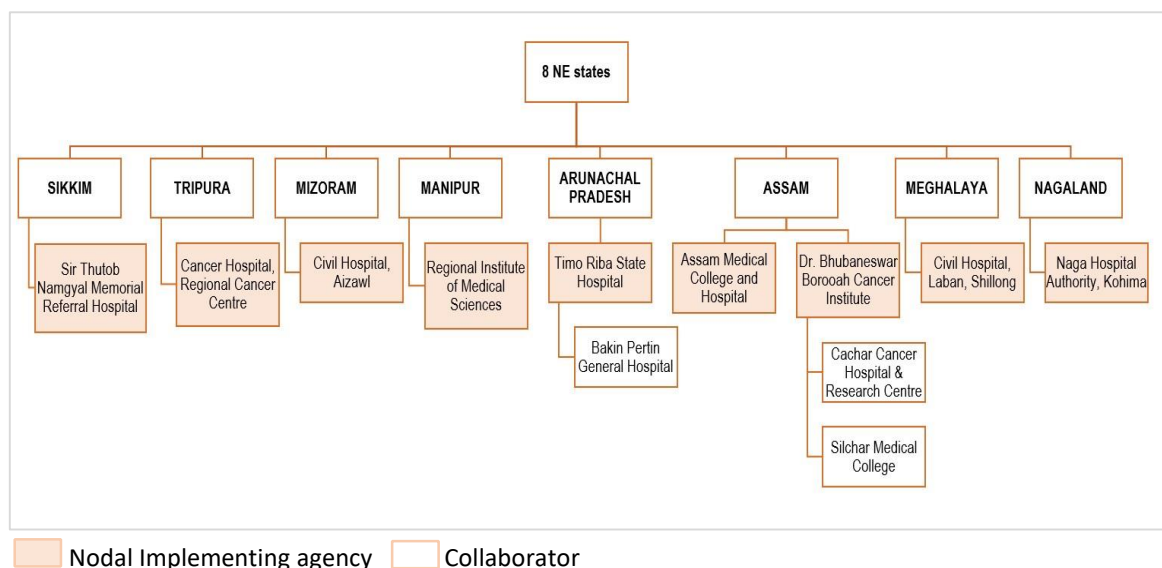 8 NE states
SIKKIM
TRIPURA
MIZORAM
MANIPUR
ARUNACHAL
PRADESH
ASSAM
MEGHALAYA
NAGALAND
Sir Thutob
Namgyal Memorial
Referral Hospital
Cancer Hospital,
Regional Cancer
Centre
Civil Hospital,
Aizawl
Regional Institute
of Medical
Sciences
Timo Riba State
Hospital
Assam Medical
College and
Hospital
Dr. Bhubaneswar
Borooah Cancer
Institute
Civil Hospital,
Laban, Shillong
Naga Hospital
Authority, Kohima
Bakin Pertin
General Hospital
Cachar Cancer
Hospital &
Research Centre
Silchar Medical
College
Nodal Implementing agency
Collaborator